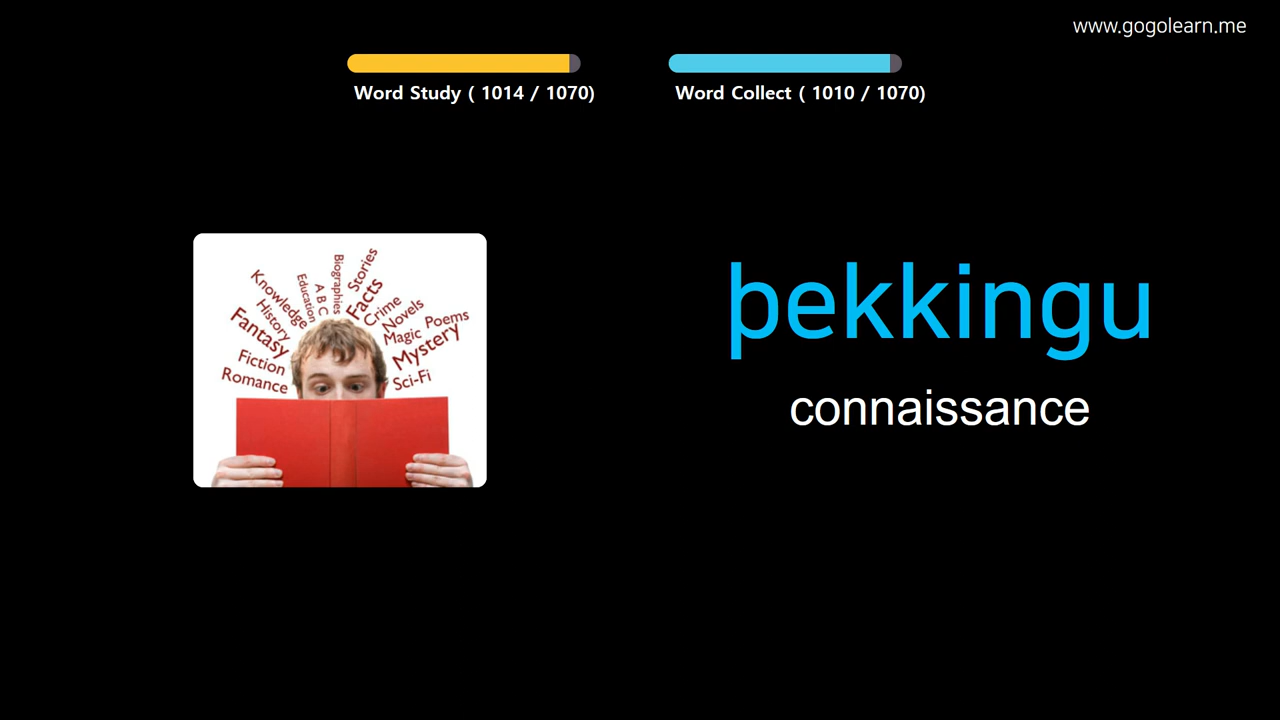 www.gogolearn.me
Word Study ( 1014 / 1070)
Word Collect ( 1010 / 1070)
Stories
Biographies
Facts
Knowledge
Education
A B C
Crime
History
Novels
Fantasy
Poems
Magic
Mystery
Fiction
Romance
Sci-Fi
þekkingu
connaissance